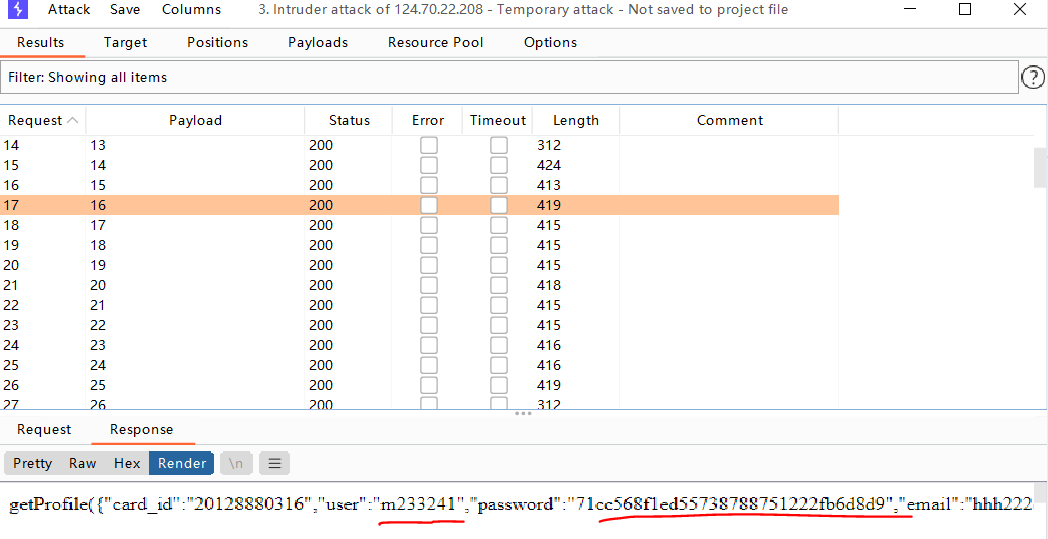 Attack Save Columns 3. Intruder attack of 124.70.22.208 - Temporary attack - Not saved to project file
Results Target Positions Payloads Resource Pool Options
Filter: Showing all items
?
Request Payload Status Error Timeout Length Comment
14 13 200 312
15 14 200 424
16 15 200 413
17 16 200 419
18 17 200 415
19 18 200 415
20 19 200 415
21 20 200 418
22 21 200 415
23 22 200 415
24 23 200 416
25 24 200 416
26 25 200 419
27 26 200 312
Request Response
Pretty Raw Hex Render \n
getProfile({"card_id":"20128880316","user":"m233241","password":"71cc568f1ed55738788751222fb6d8d9","email":"hhh222